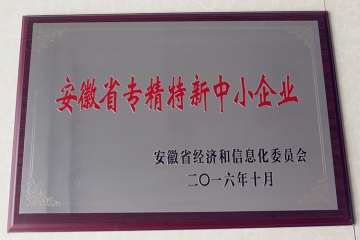 安徽省专精特新中小企业
安徽省经济和信息化委员会
二〇一六年十月